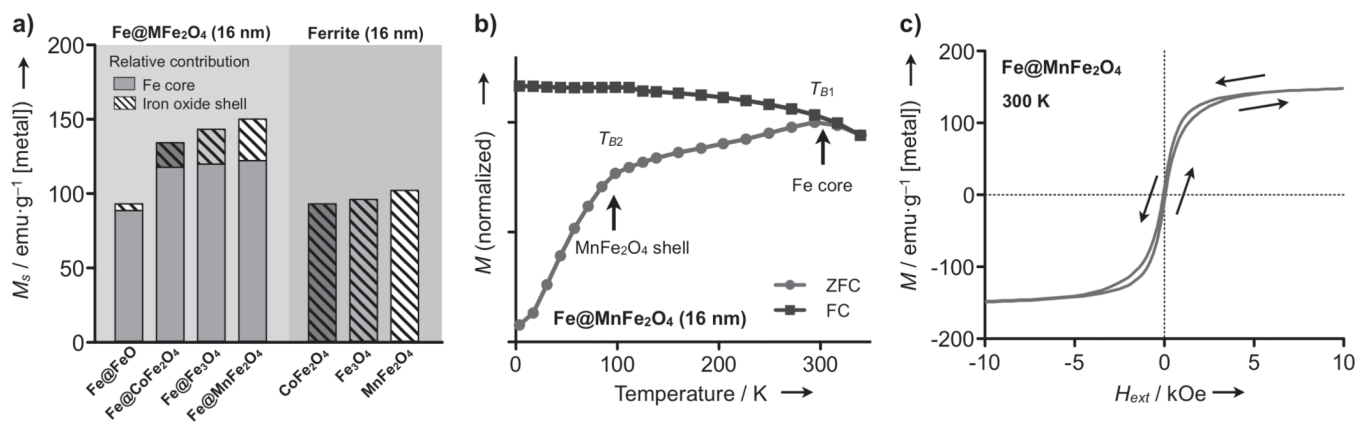 a)
Fe@MFe₂O₄ (16 nm)
Ferrite (16 nm)
Relative contribution
Fe core
Iron oxide shell
Mₛ / emu·g⁻¹ [metal]) →
200
150
100
50
0
Fe@FeO
Fe@CoFe₂O₄
Fe@Fe₃O₄
Fe@MnFe₂O₄
CoFe₂O₄
Fe₃O₄
MnFe₂O₄
b)
M (normalized) →
T_B1
T_B2
Fe core
MnFe₂O₄ shell
ZFC
FC
Fe@MnFe₂O₄ (16 nm)
0
100
200
300
Temperature / K →
c)
Fe@MnFe₂O₄
300 K
M / emu·g⁻¹ [metal]) →
200
100
0
-100
-200
-10
-5
0
5
10
H_ext / kOe →